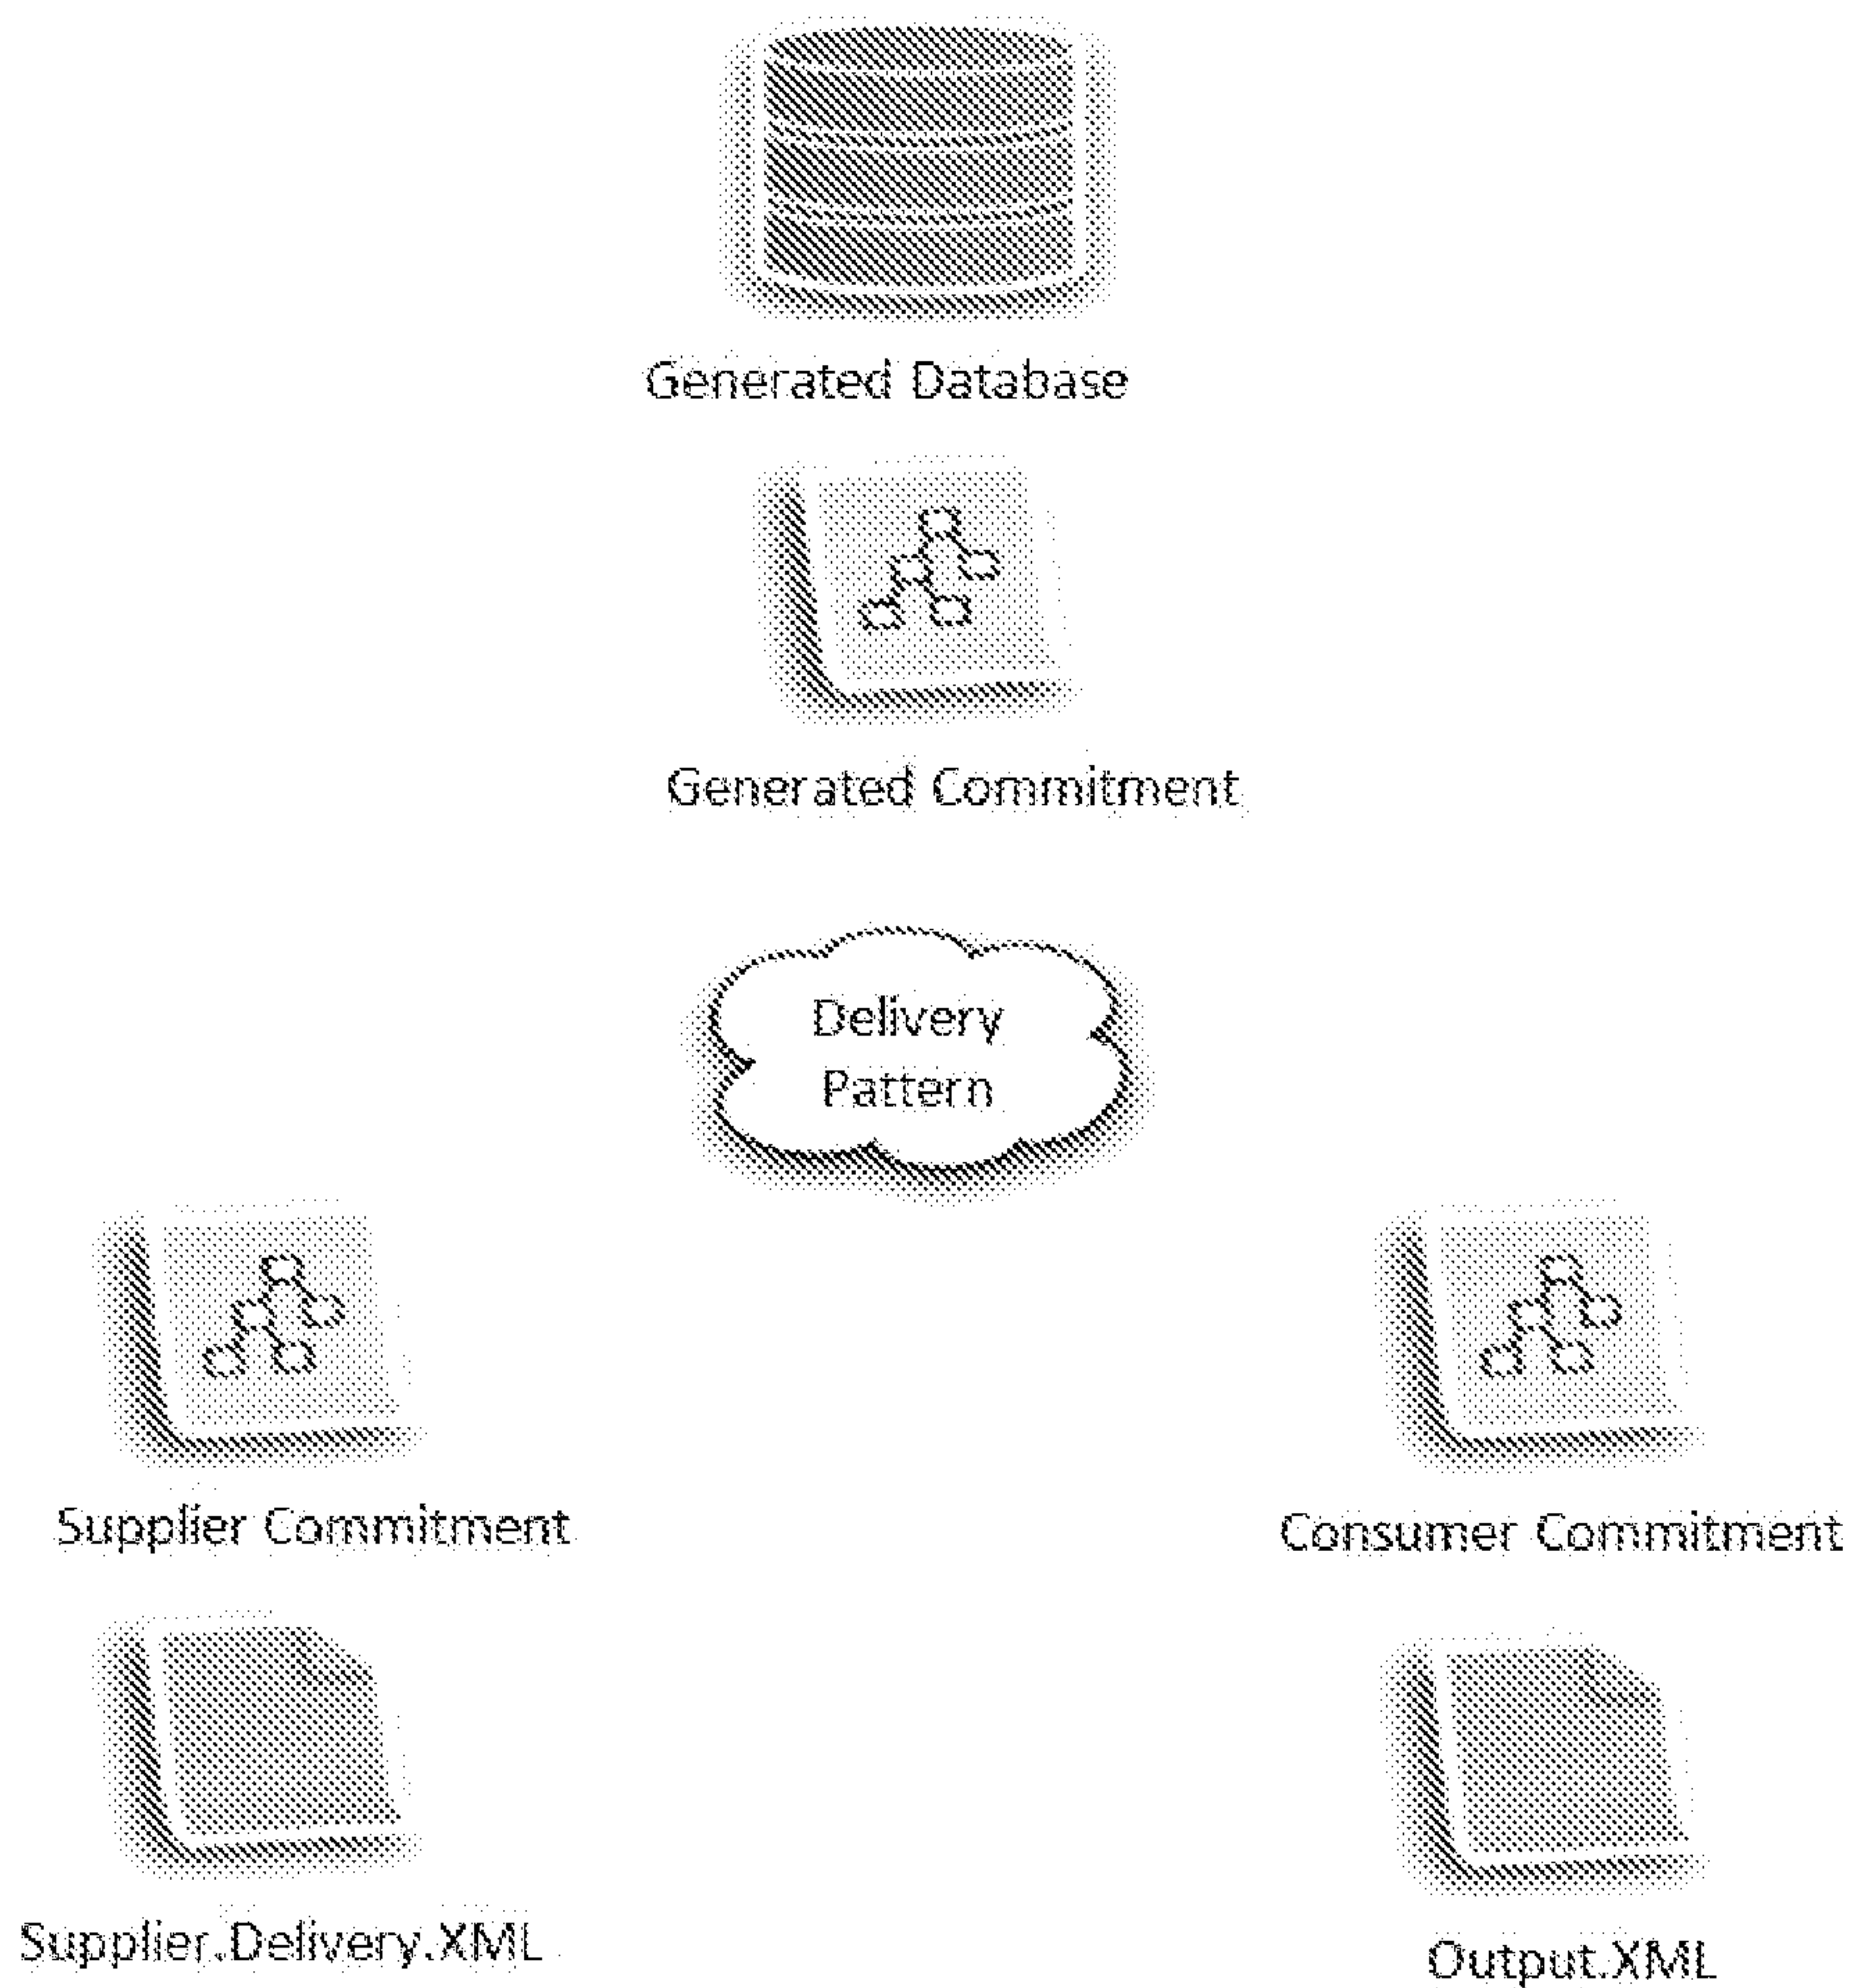 Generated Database
Generated Commitment
Delivery
Pattern
Supplier Commitment
Consumer Commitment
Supplier.Delivery.XML
Output.XML